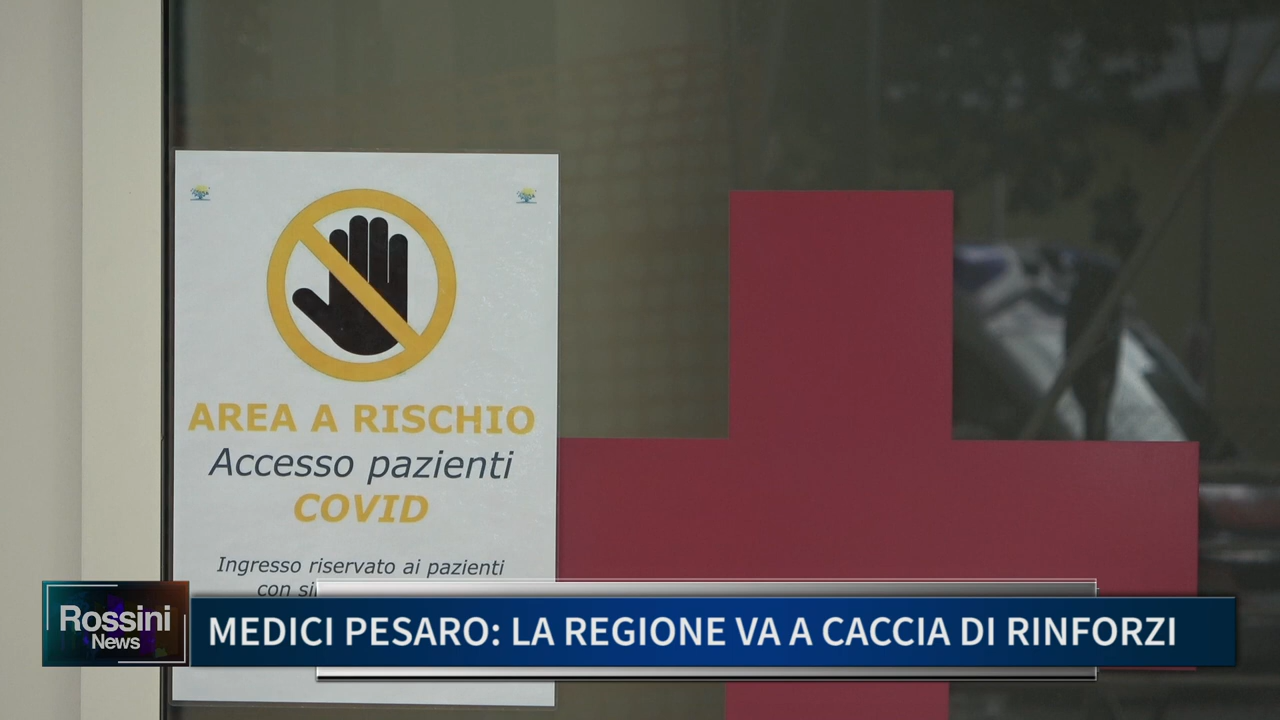 AREA A RISCHIO
Accesso pazienti
COVID
Ingresso riservato ai pazienti
con
Rossini
News
MEDICI PESARO: LA REGIONE VA A CACCIA DI RINFORZI